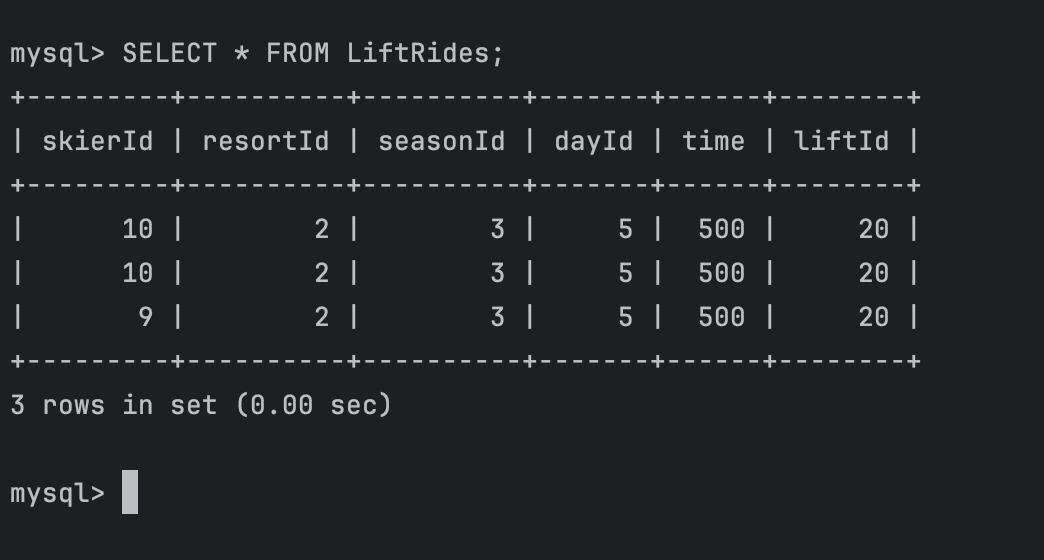 mysql> SELECT * FROM LiftRides;
+---------+----------+----------+-------+------+--------+
| skierId | resortId | seasonId | dayId | time | liftId |
+---------+----------+----------+-------+------+--------+
|      10 |        2 |        3 |     5 |  500 |     20 |
|      10 |        2 |        3 |     5 |  500 |     20 |
|       9 |        2 |        3 |     5 |  500 |     20 |
+---------+----------+----------+-------+------+--------+
3 rows in set (0.00 sec)
mysql>